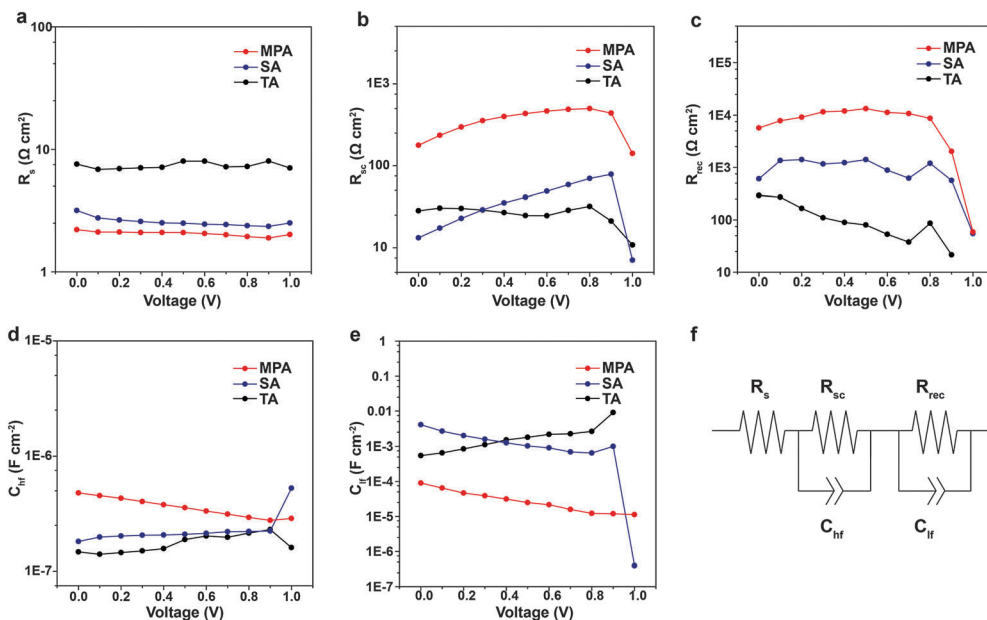 a
100
10
1
Rs (Ω cm²)
MPA
SA
TA
0.0 0.2 0.4 0.6 0.8 1.0
Voltage (V)
b
1E3
100
10
Rsc (Ω cm²)
MPA
SA
TA
0.0 0.2 0.4 0.6 0.8 1.0
Voltage (V)
c
1E5
1E4
1E3
100
10
Rrec (Ω cm²)
MPA
SA
TA
0.0 0.2 0.4 0.6 0.8 1.0
Voltage (V)
d
1E-5
1E-6
1E-7
Chf (F cm⁻²)
MPA
SA
TA
0.0 0.2 0.4 0.6 0.8 1.0
Voltage (V)
e
1
0.1
0.01
1E-3
1E-4
1E-5
1E-6
1E-7
Clf (F cm⁻²)
MPA
SA
TA
0.0 0.2 0.4 0.6 0.8 1.0
Voltage (V)
f
Rs Rsc Rrec
Chf Clf